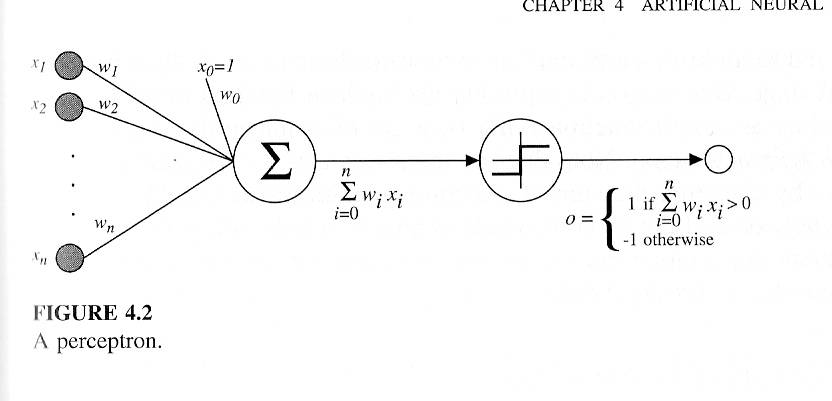 CHAPTER 4 ARTIFICIAL NEURAL
x1 w1 x0=1
x2 w2 w0
wn
xn
Σ
n
Σ wi xi
i=0
o = { 1 if n Σ i=0 wi xi > 0
-1 otherwise
FIGURE 4.2
A perceptron.